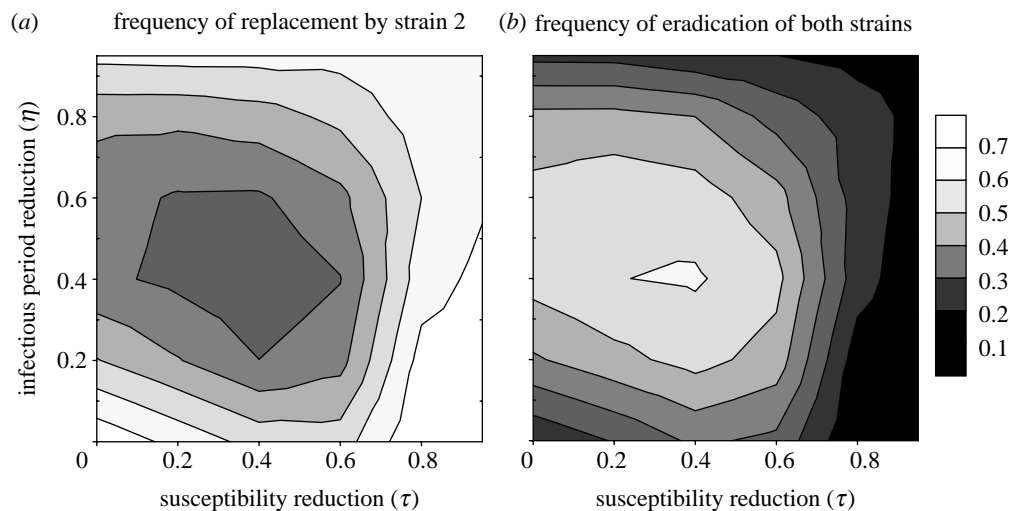 (a) frequency of replacement by strain 2
(b) frequency of eradication of both strains
infectious period reduction (η)
0.8
0.6
0.4
0.2
0 0.2 0.4 0.6 0.8
susceptibility reduction (τ)
0 0.2 0.4 0.6 0.8
susceptibility reduction (τ)
0.7
0.6
0.5
0.4
0.3
0.2
0.1